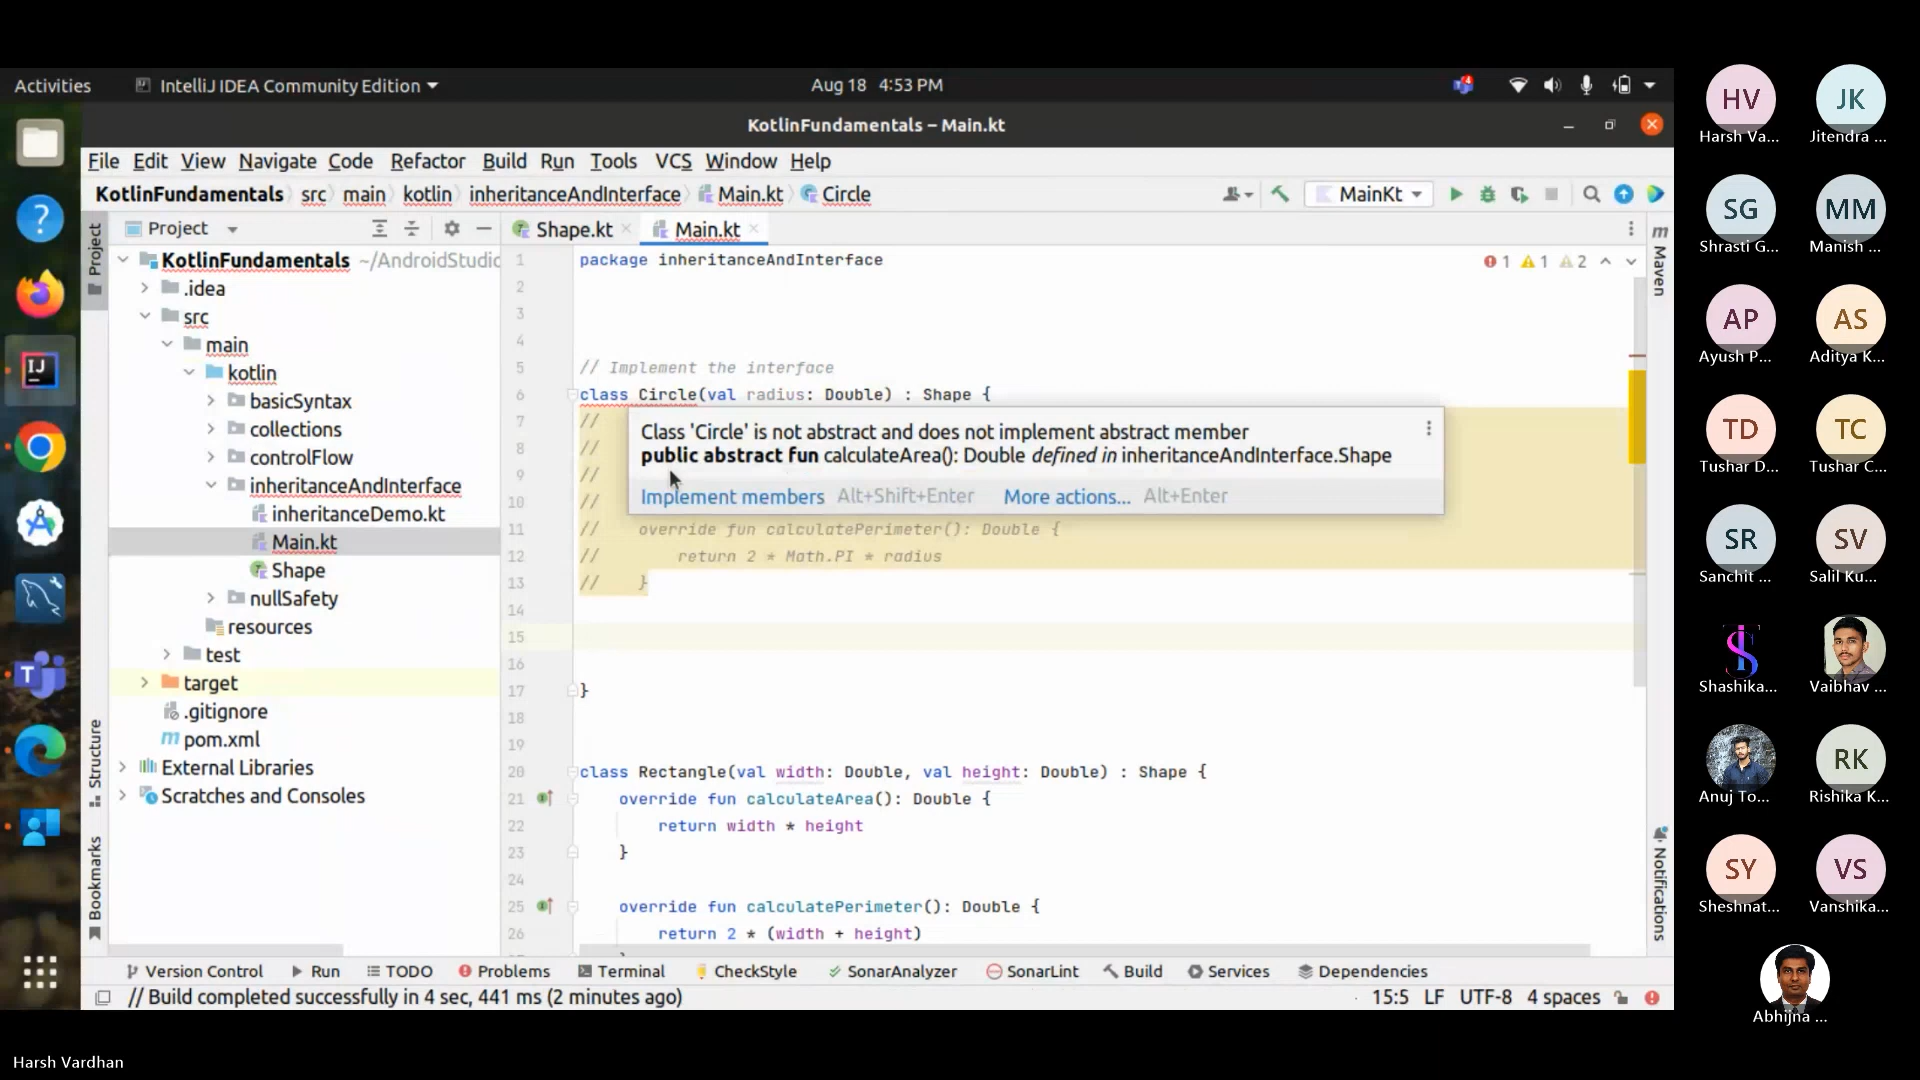 Activities
IntelliJ IDEA Community Edition
Aug 18 4:53 PM
4
KotlinFundamentals – Main.kt
File Edit View Navigate Code Refactor Build Run Tools VCS Window Help
KotlinFundamentals src main kotlin inheritanceAndInterface Main.kt Circle
MainKt
Project
Project
KotlinFundamentals ~/AndroidStudio
.idea
src
main
kotlin
basicSyntax
collections
controlFlow
inheritanceAndInterface
inheritanceDemo.kt
Main.kt
Shape
nullSafety
resources
test
target
.gitignore
m pom.xml
External Libraries
Scratches and Consoles
Structure
Bookmarks
Shape.kt
Main.kt
m
Maven
Notifications
1 package inheritanceAndInterface
1 1 2
2
3
4
5 // Implement the interface
6 class Circle(val radius: Double) : Shape {
7 //
8 //
9 //
10 //
Class 'Circle' is not abstract and does not implement abstract member
public abstract fun calculateArea(): Double defined in inheritanceAndInterface.Shape
Implement members Alt+Shift+Enter More actions... Alt+Enter
11 // override fun calculatePerimeter(): Double {
12 // return 2 * Math.PI * radius
13 // }
14
15
16
17 }
18
19
20 class Rectangle(val width: Double, val height: Double) : Shape {
21 override fun calculateArea(): Double {
22 return width * height
23 }
24
25 override fun calculatePerimeter(): Double {
26 return 2 * (width + height)
Version Control Run TODO Problems Terminal CheckStyle SonarAnalyzer SonarLint Build Services Dependencies
// Build completed successfully in 4 sec, 441 ms (2 minutes ago)
15:5 LF UTF-8 4 spaces
IJ
T
HV
Harsh Va...
JK
Jitendra ...
SG
Shrasti G...
MM
Manish ...
AP
Ayush P...
AS
Aditya K...
TD
Tushar D...
TC
Tushar C...
SR
Sanchit ...
SV
Salil Ku...
Shashika...
Vaibhav ...
Anuj To...
RK
Rishika K...
SY
Sheshnat...
VS
Vanshika...
Abhijna ...
Harsh Vardhan